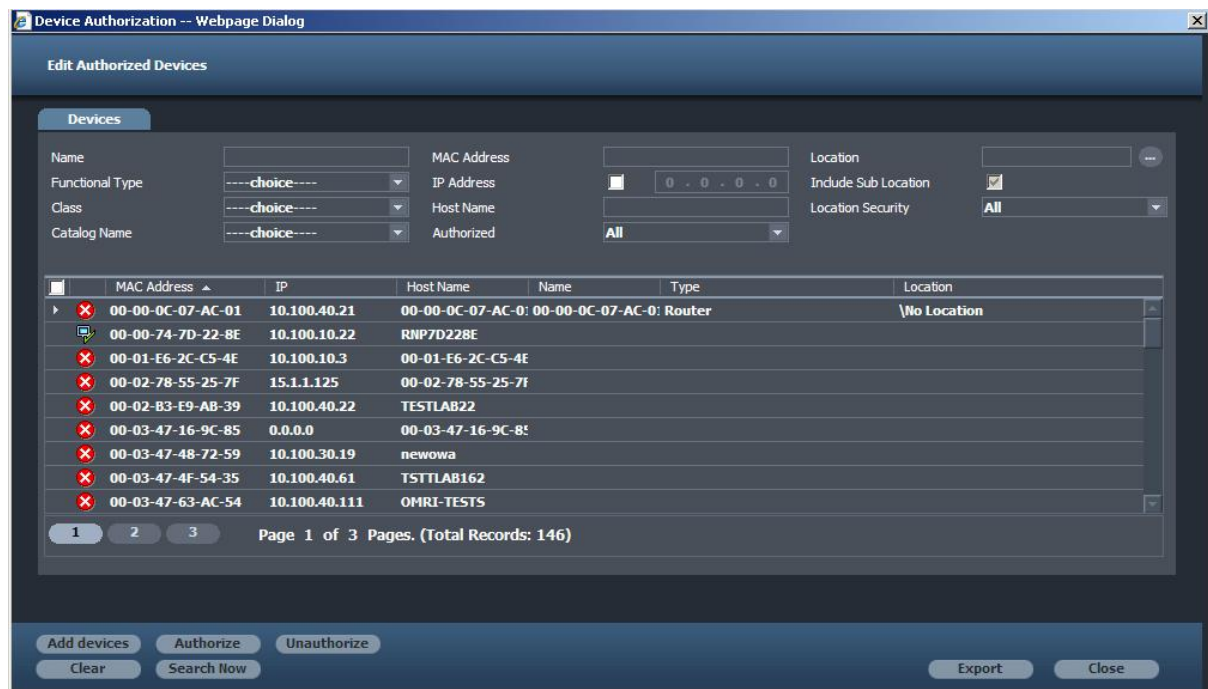 Device Authorization -- Webpage Dialog
Edit Authorized Devices
Devices
Name MAC Address Location ...
Functional Type ----choice---- IP Address 0 . 0 . 0 . 0 Include Sub Location
Class ----choice---- Host Name Location Security All
Catalog Name ----choice---- Authorized All
MAC Address IP Host Name Name Type Location
00-00-0C-07-AC-01 10.100.40.21 00-00-0C-07-AC-01 00-00-0C-07-AC-01 Router \No Location
00-00-74-7D-22-8E 10.100.10.22 RNP7D228E
00-01-E6-2C-C5-4E 10.100.10.3 00-01-E6-2C-C5-4E
00-02-78-55-25-7F 15.1.1.125 00-02-78-55-25-7F
00-02-B3-E9-AB-39 10.100.40.22 TESTLAB22
00-03-47-16-9C-85 0.0.0.0 00-03-47-16-9C-85
00-03-47-48-72-59 10.100.30.19 newowa
00-03-47-4F-54-35 10.100.40.61 TSTTLAB162
00-03-47-63-AC-54 10.100.40.111 OMRI-TESTS
1 2 3 Page 1 of 3 Pages. (Total Records: 146)
Add devices Authorize Unauthorize
Clear Search Now Export Close